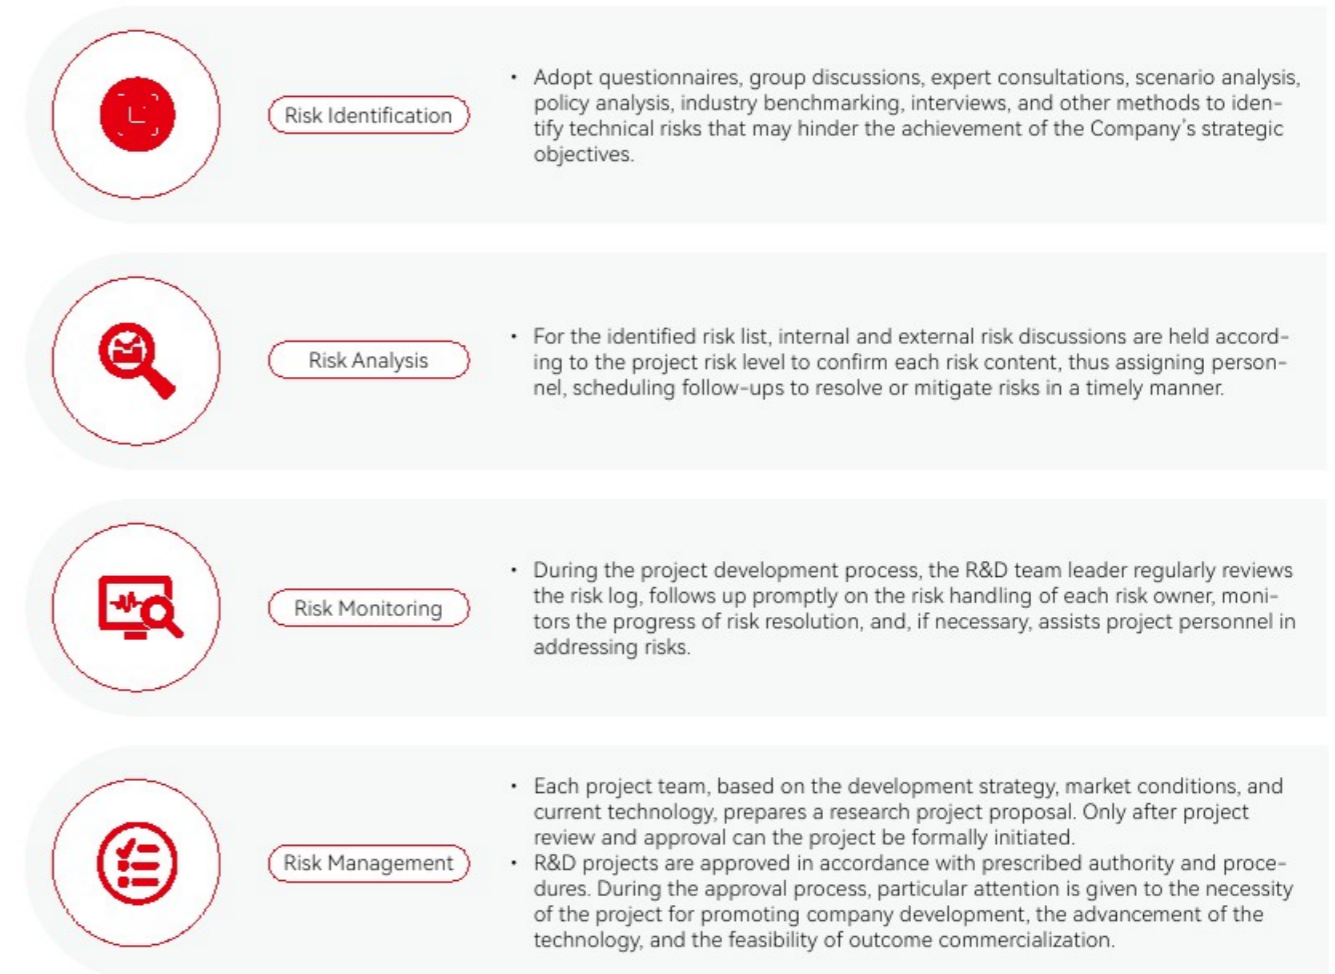 Risk Identification
• Adopt questionnaires, group discussions, expert consultations, scenario analysis,
policy analysis, industry benchmarking, interviews, and other methods to iden-
tify technical risks that may hinder the achievement of the Company's strategic
objectives.
Risk Analysis
• For the identified risk list, internal and external risk discussions are held accord-
ing to the project risk level to confirm each risk content, thus assigning person-
nel, scheduling follow-ups to resolve or mitigate risks in a timely manner.
Risk Monitoring
• During the project development process, the R&D team leader regularly reviews
the risk log, follows up promptly on the risk handling of each risk owner, moni-
tors the progress of risk resolution, and, if necessary, assists project personnel in
addressing risks.
Risk Management
• Each project team, based on the development strategy, market conditions, and
current technology, prepares a research project proposal. Only after project
review and approval can the project be formally initiated.
• R&D projects are approved in accordance with prescribed authority and proce-
dures. During the approval process, particular attention is given to the necessity
of the project for promoting company development, the advancement of the
technology, and the feasibility of outcome commercialization.